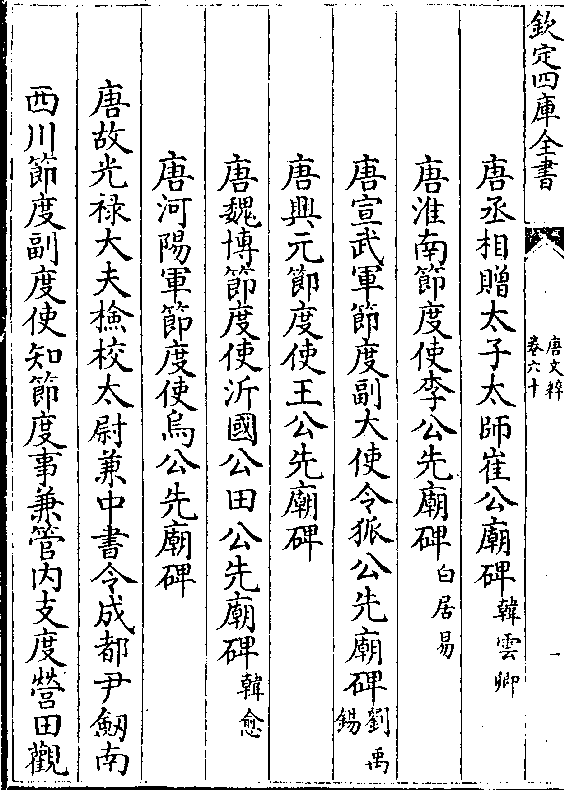 欽定四庫全書
唐文粹
卷六十
一
唐丞相贈太子太師崔公廟碑韓雲卿
唐淮南節度使李公先廟碑白居易
唐宣武軍節度副大使令狐公先廟碑劉禹錫
唐興元節度使王公先廟碑
唐魏博節度使沂國公田公先廟碑韓愈
唐河陽軍節度使烏公先廟碑
唐故光祿大夫檢校太尉兼中書令成都尹劔南
西川節度副度使知節度事兼管內支度營田觀